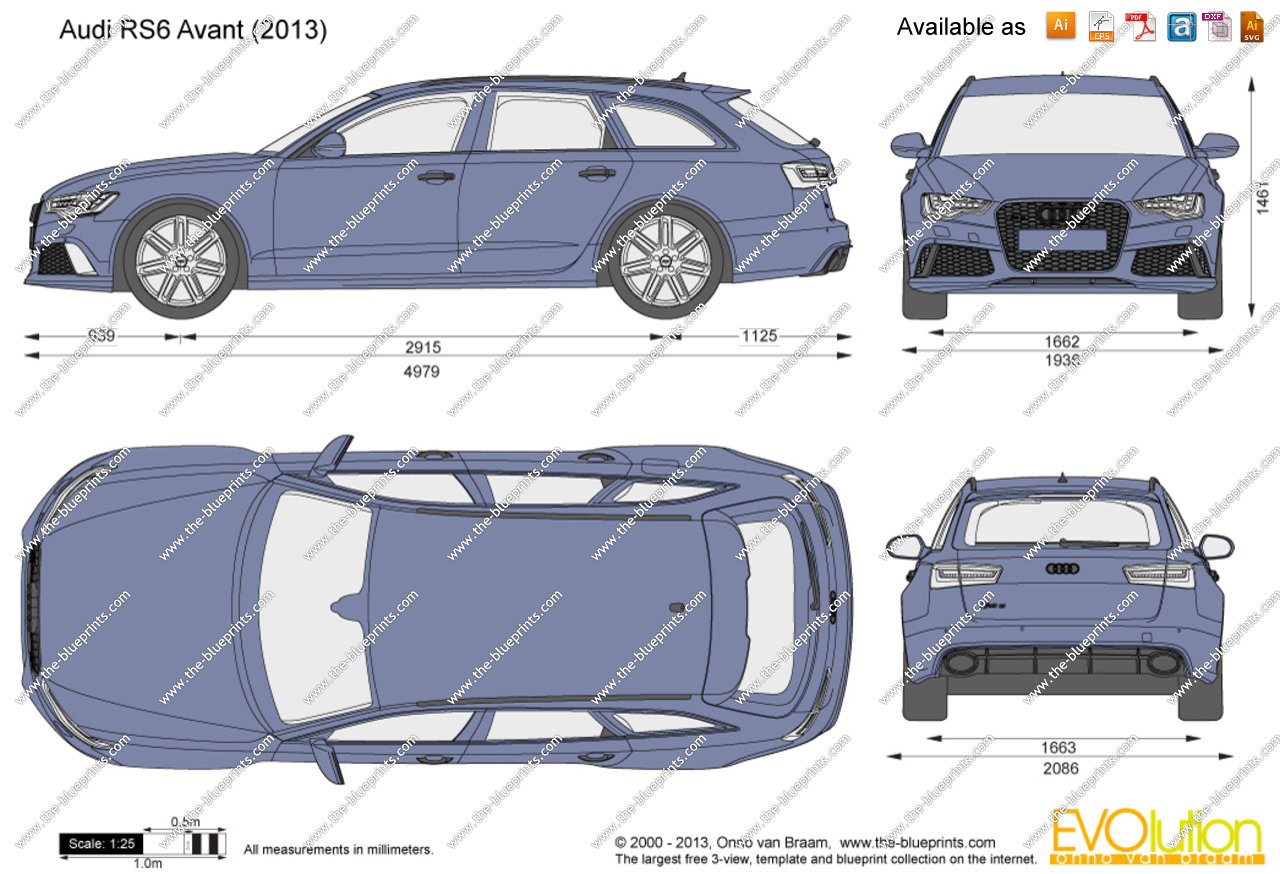 Audi RS6 Avant (2013)
Available as
Ai
EPS
PDF
a
DXF
Ai
SVG
939
2915
1125
4979
1461
1662
1936
1663
2086
0.5m
Scale: 1:25
1.0m
All measurements in millimeters.
© 2000 - 2013, Onno van Braam, www.the-blueprints.com
The largest free 3-view, template and blueprint collection on the internet.
EVOlution
onno van braam
www.the-blueprints.com